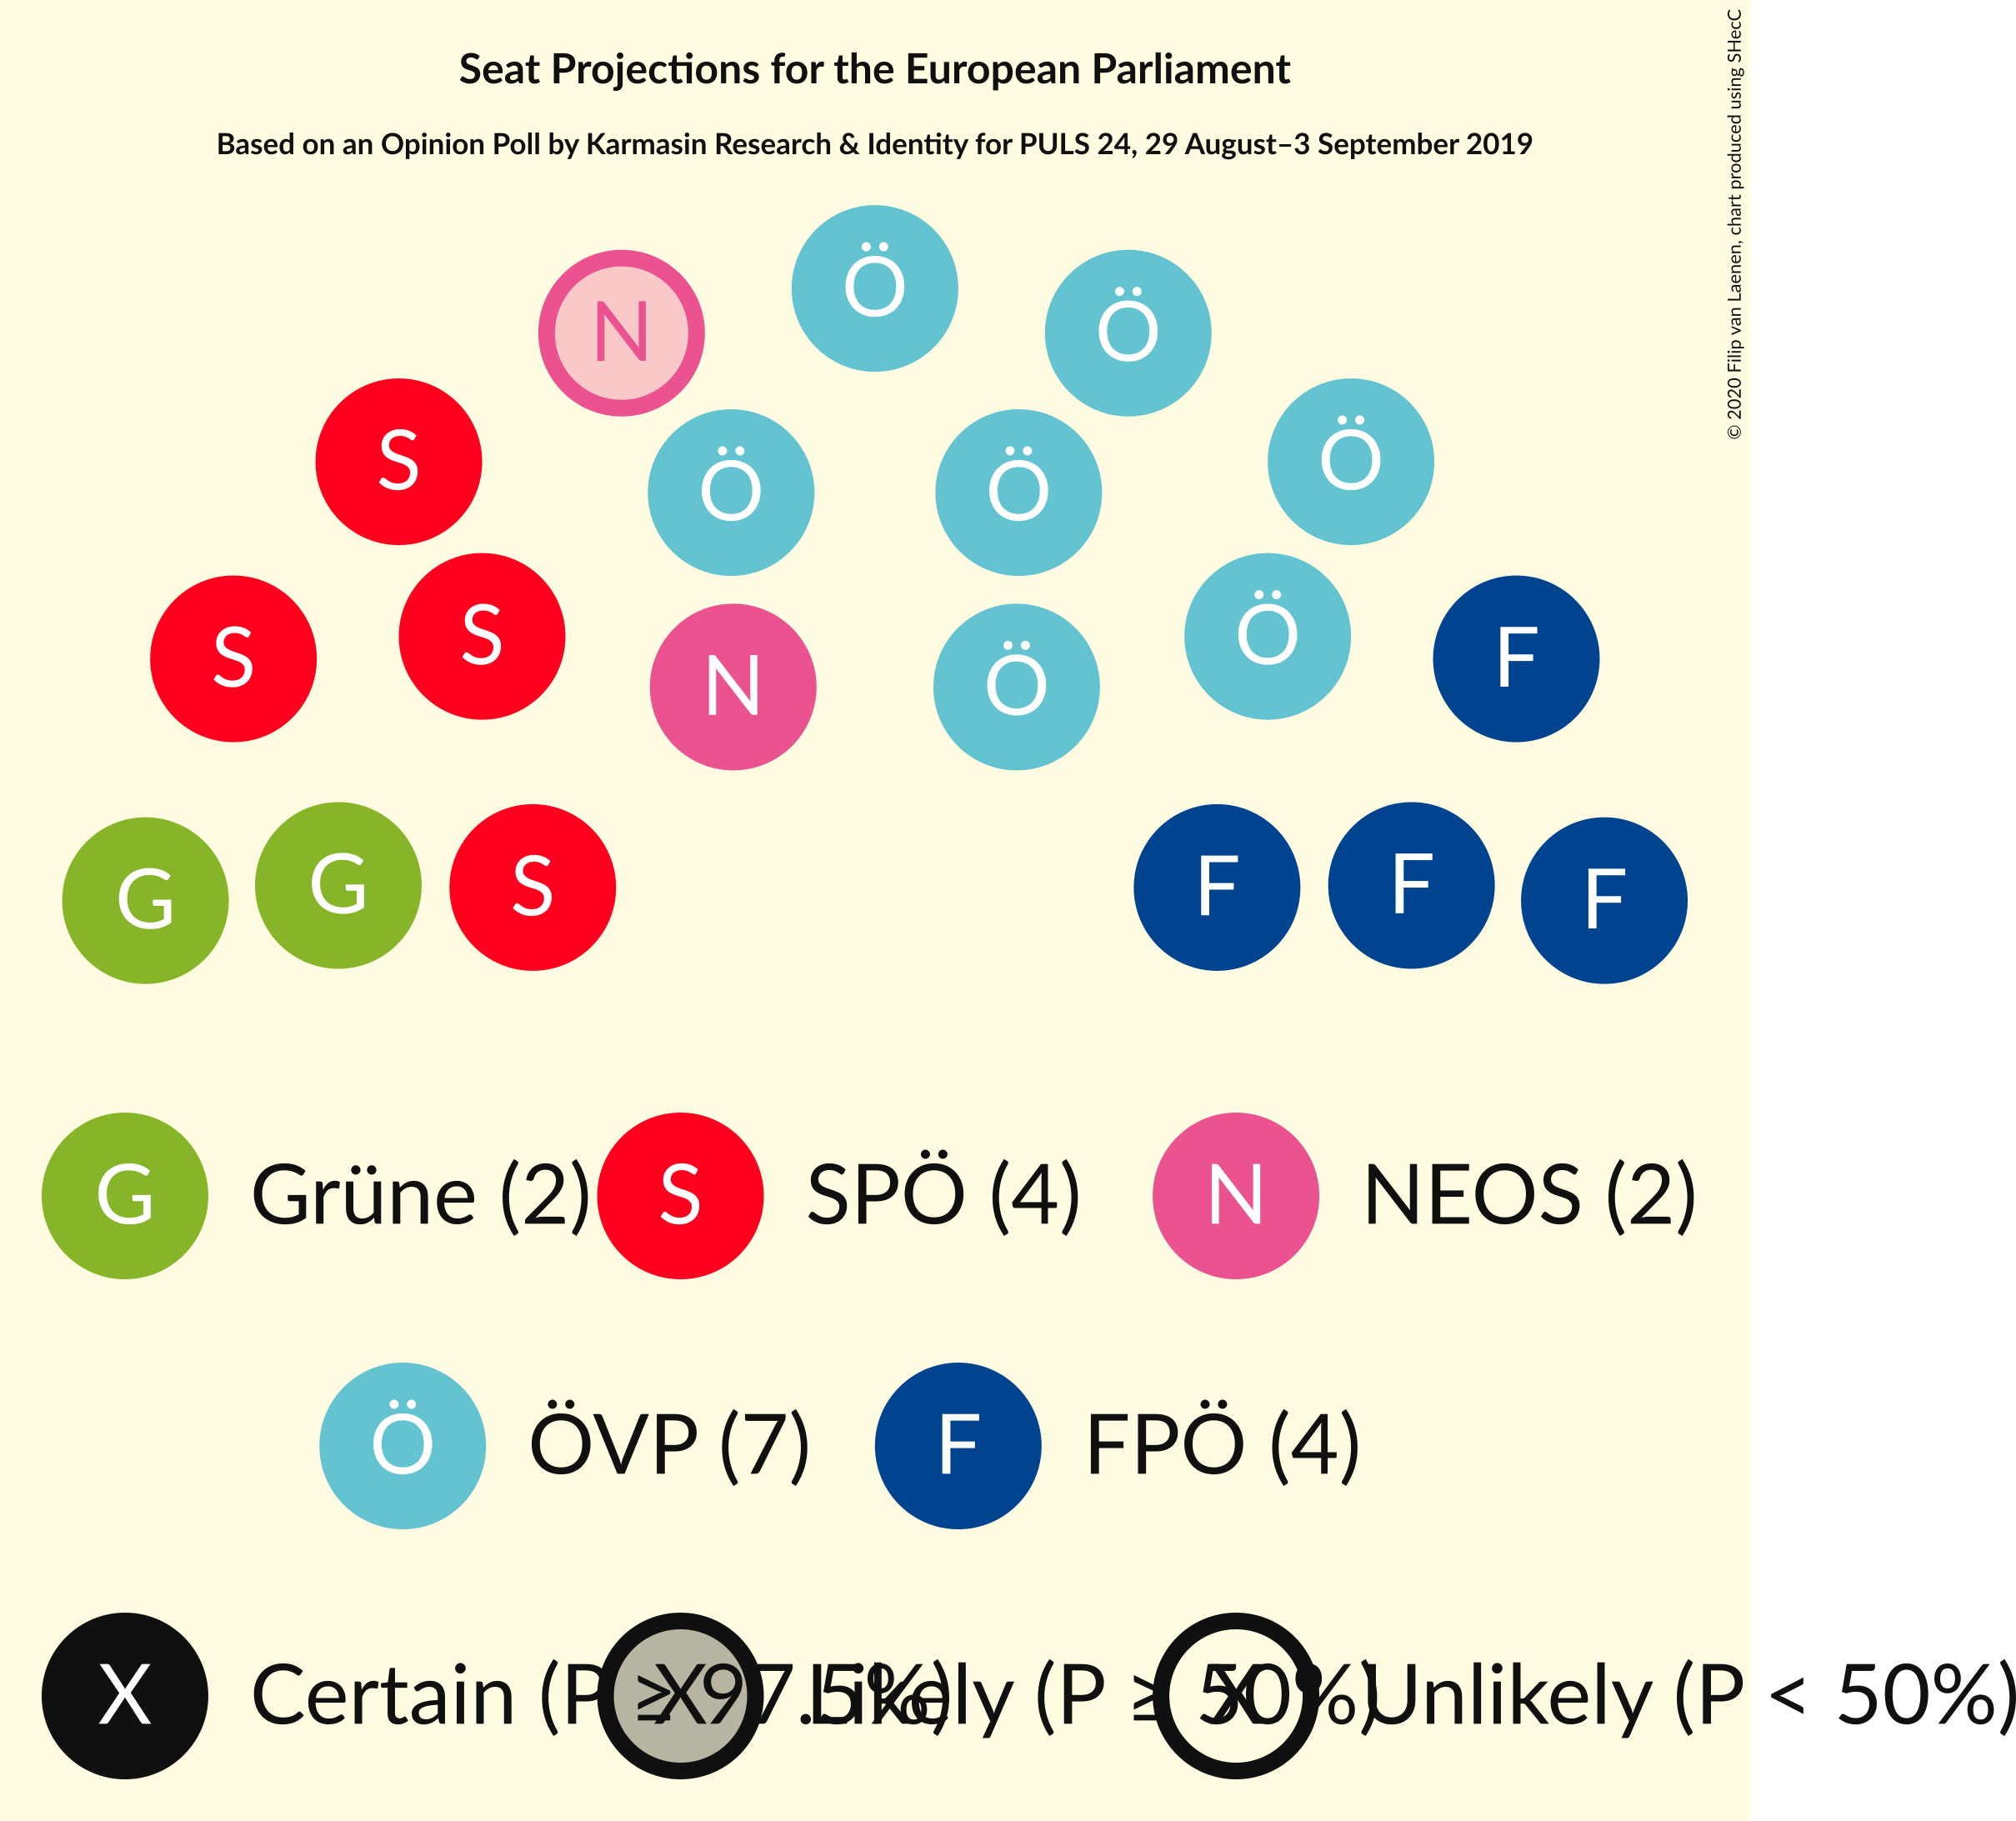 Seat Projections for the European Parliament
Based on an Opinion Poll by Karmasin Research & Identity for PULS 24, 29 August–3 September 2019
© 2020 Filip van Laenen, chart produced using SHecC
Ö
N Ö
S Ö
Ö Ö
S S Ö F
N Ö
G G S F F F
G Grüne (2) S SPÖ (4) N NEOS (2)
Ö ÖVP (7) F FPÖ (4)
X Certain (P ≥ 97.5%) X Likely (P ≥ 50%) X Unlikely (P < 50%)